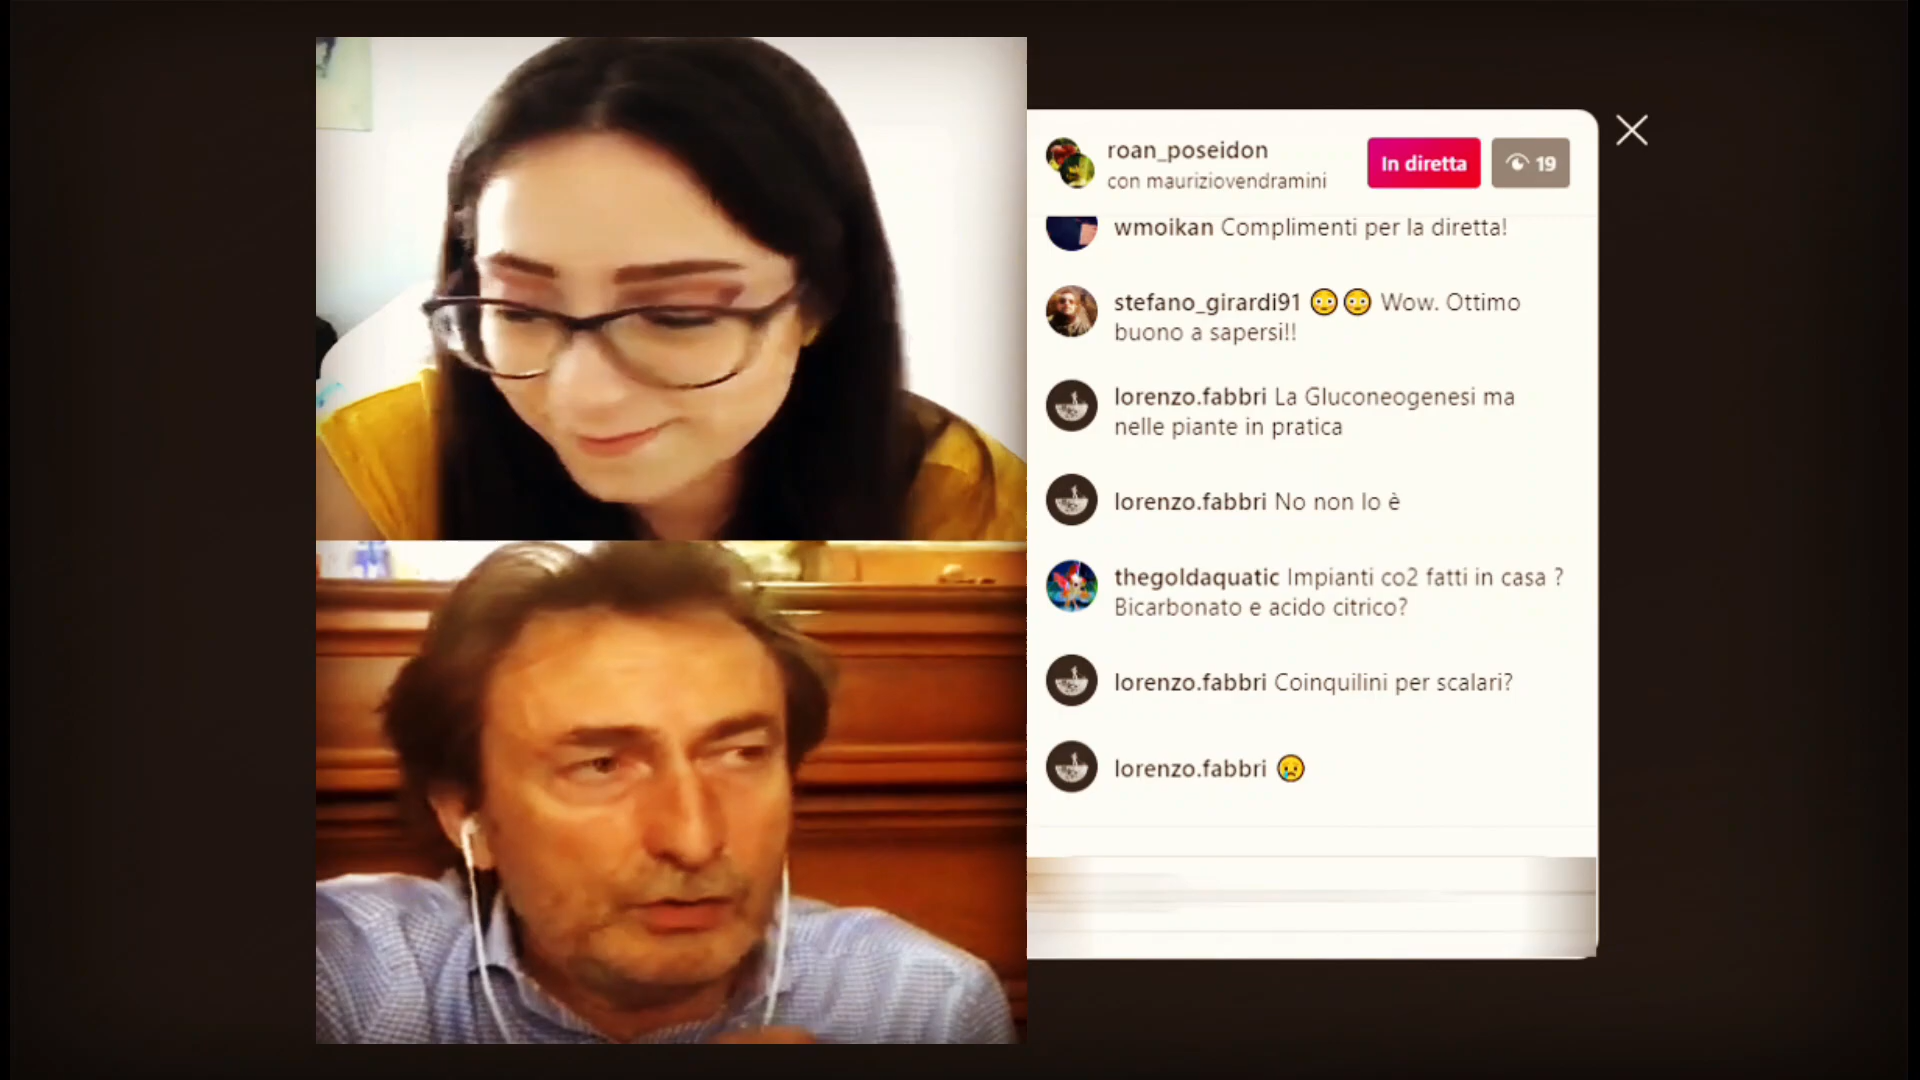 roan_poseidon
con mauriziovendramini
In diretta
19
wmoikan Complimenti per la diretta!
stefano_girardi91 😳😳 Wow. Ottimo
buono a sapersi!!
lorenzo.fabbri La Gluconeogenesi ma
nelle piante in pratica
lorenzo.fabbri No non lo è
thegoldaquatic Impianti co2 fatti in casa ?
Bicarbonato e acido citrico?
lorenzo.fabbri Coinquilini per scalari?
lorenzo.fabbri 😢